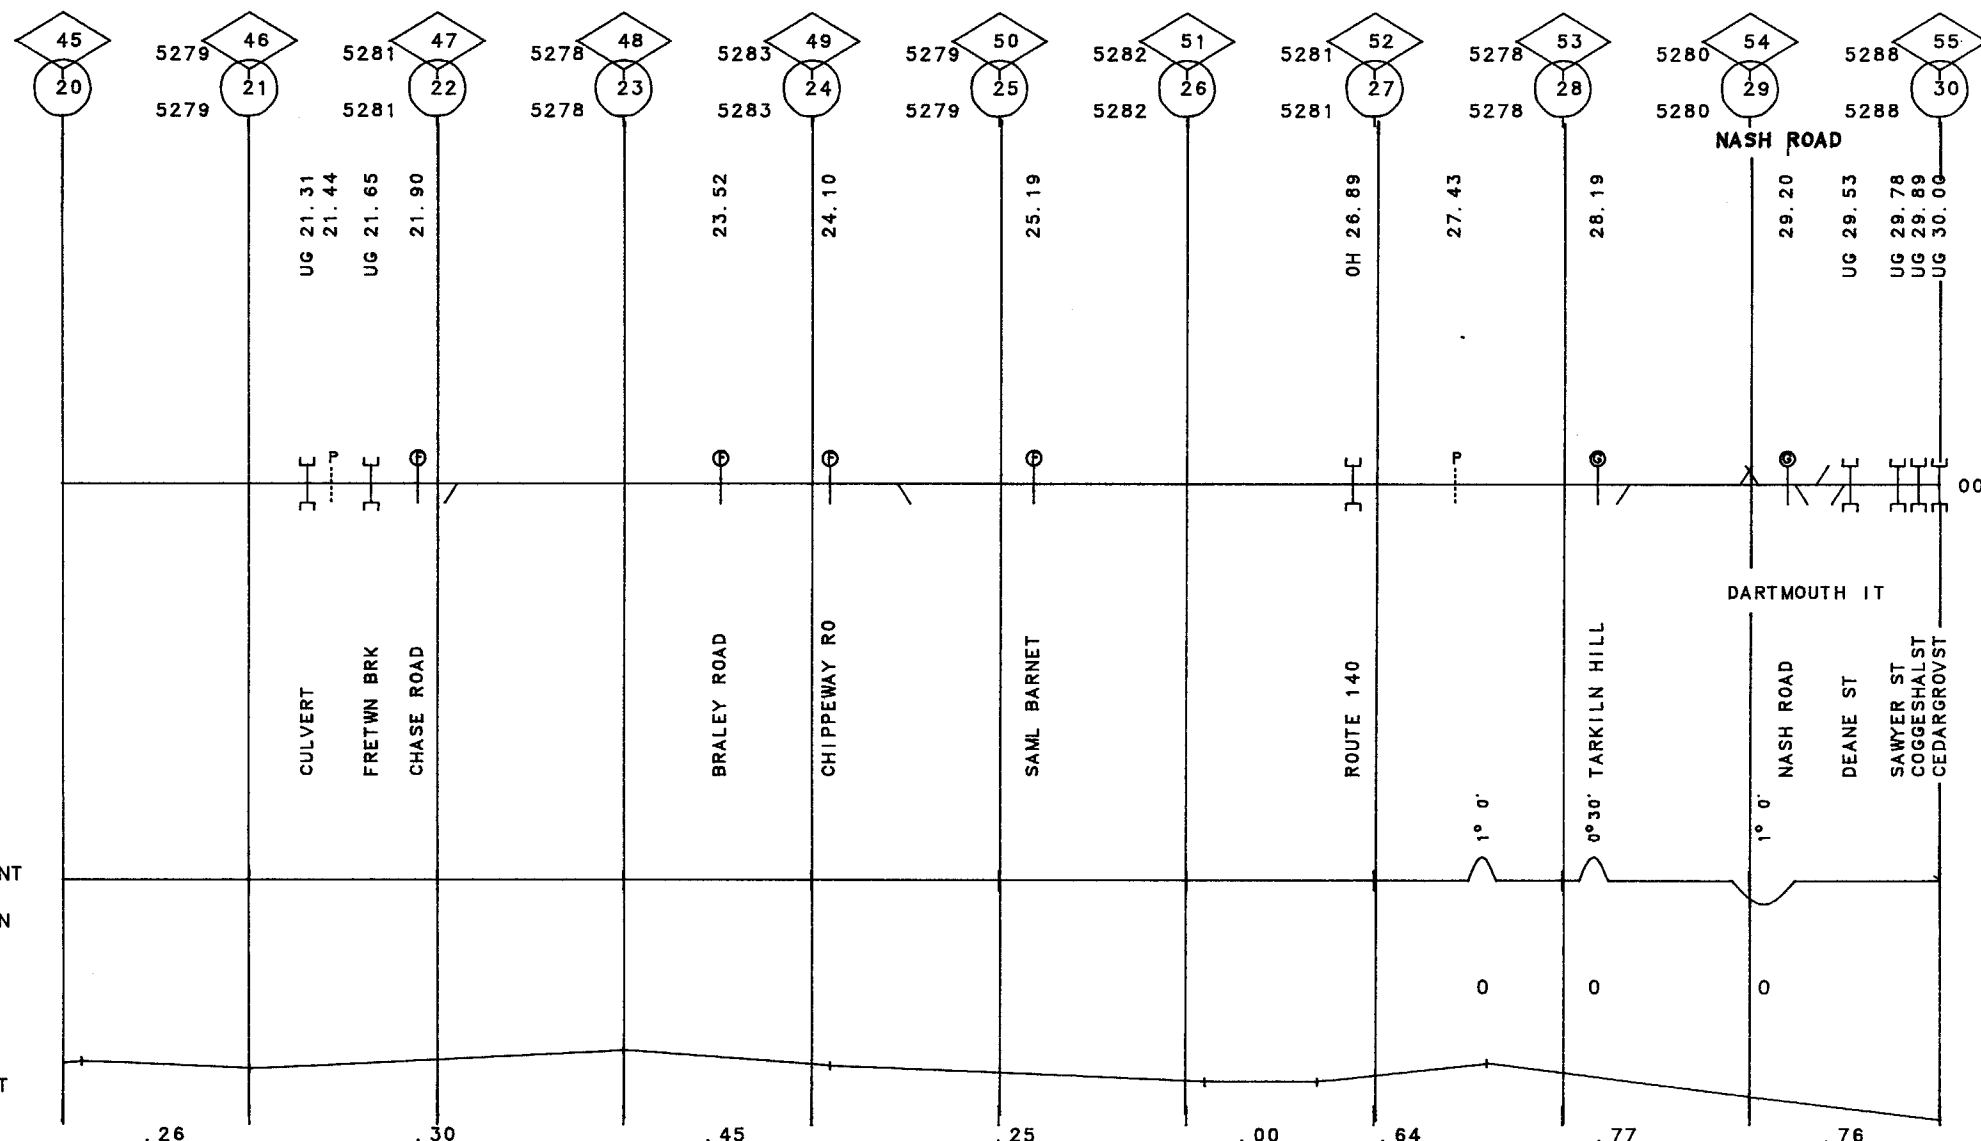 45 46 47 48 49 50 51 52 53 54 55
5279 5281 5278 5283 5279 5282 5281 5278 5280 5288
20 21 22 23 24 25 26 27 28 29 30
5279 5281 5278 5283 5279 5282 5281 5278 5280 5288
NASH ROAD
UG 21.31
21.44
UG 21.65
21.90
23.52
24.10
25.19
OH 26.89
27.43
28.19
29.20
UG 29.53
UG 29.78
UG 29.89
UG 30.00
P F F F F P G G
OO
DARTMOUTH IT
CULVERT
FRETWN BRK
CHASE ROAD
BRALEY ROAD
CHIPPEWAY RO
SAML BARNET
ROUTE 140
TARKILN HILL
NASH ROAD
DEANE ST
SAWYER ST
COGGESHALST
CEDARGROVST
1° 0' 0°30' 1° 0'
NT
N
0 0 0
T
.26 .30 .45 .25 .00 .64 .77 .76